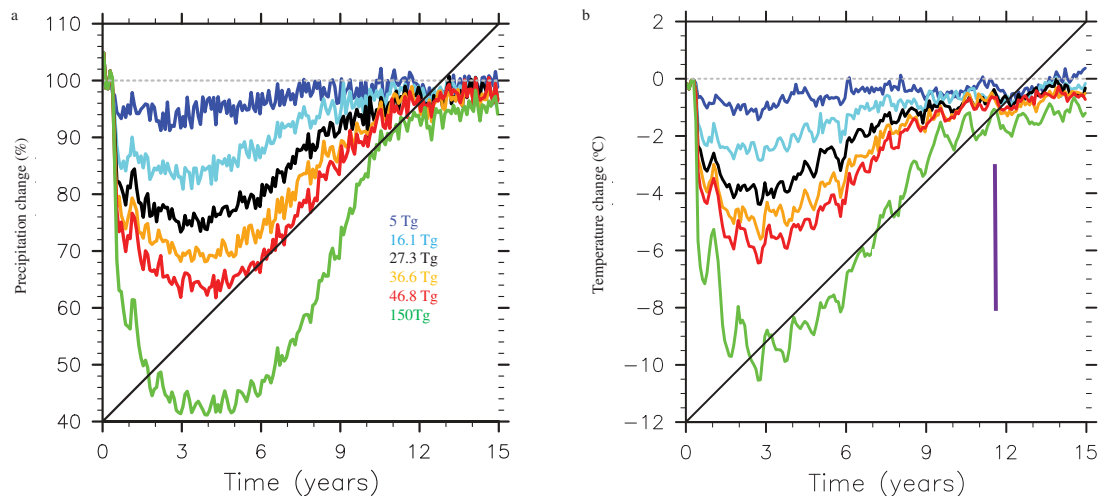 a
110
100
90
80
70
60
50
40
Precipitation change (%)
0 3 6 9 12 15
Time (years)
5 Tg
16.1 Tg
27.3 Tg
36.6 Tg
46.8 Tg
150Tg
b
2
0
−2
−4
−6
−8
−10
−12
Temperature change (°C)
0 3 6 9 12 15
Time (years)